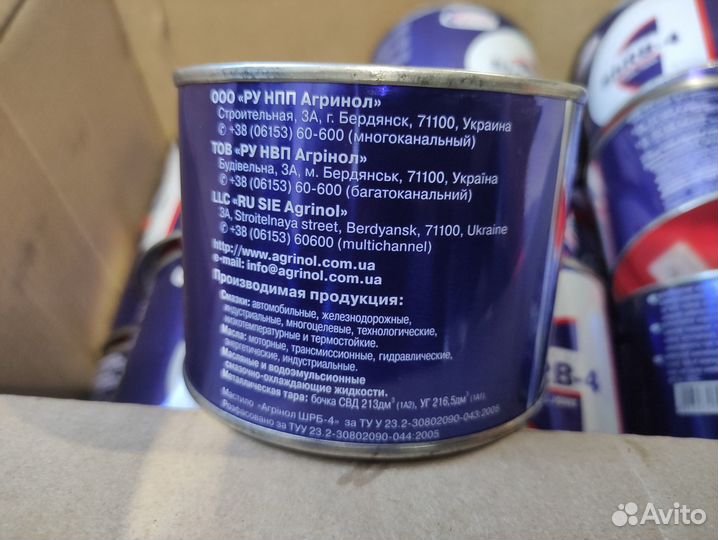 ООО «РУ НПП Агринол»
Строительная, 3А, г. Бердянск, 71100, Украина
✆ +38 (06153) 60-600 (многоканальный)
ТОВ «РУ НВП Агрінол»
Будівельна, 3А, м. Бердянськ, 71100, Україна
✆ +38 (06153) 60-600 (багатоканальний)
LLC «RU SIE Agrinol»
3A, Stroitelnaya street, Berdyansk, 71100, Ukraine
✆ +38 (06153) 60600 (multichannel)
http://www.agrinol.com.ua
e-mail: info@agrinol.com.ua
Производимая продукция:
Смазки: автомобильные, железнодорожные,
индустриальные, многоцелевые, технологические,
низкотемпературные и термостойкие.
Масла: моторные, трансмиссионные, гидравлические,
энергетические, индустриальные.
Масляные и водоэмульсионные
смазочно-охлаждающие жидкости.
Металлическая тара: бочка СВД 213дм³ (1А2), УГ 216,5дм³ (1А1).
Мастило «Агрінол ШРБ-4» за ТУ У 23.2-30802090-043:2005
Розфасовано за ТУУ 23.2-30802090-044:2005
ШРБ-4
RB-4
Avito